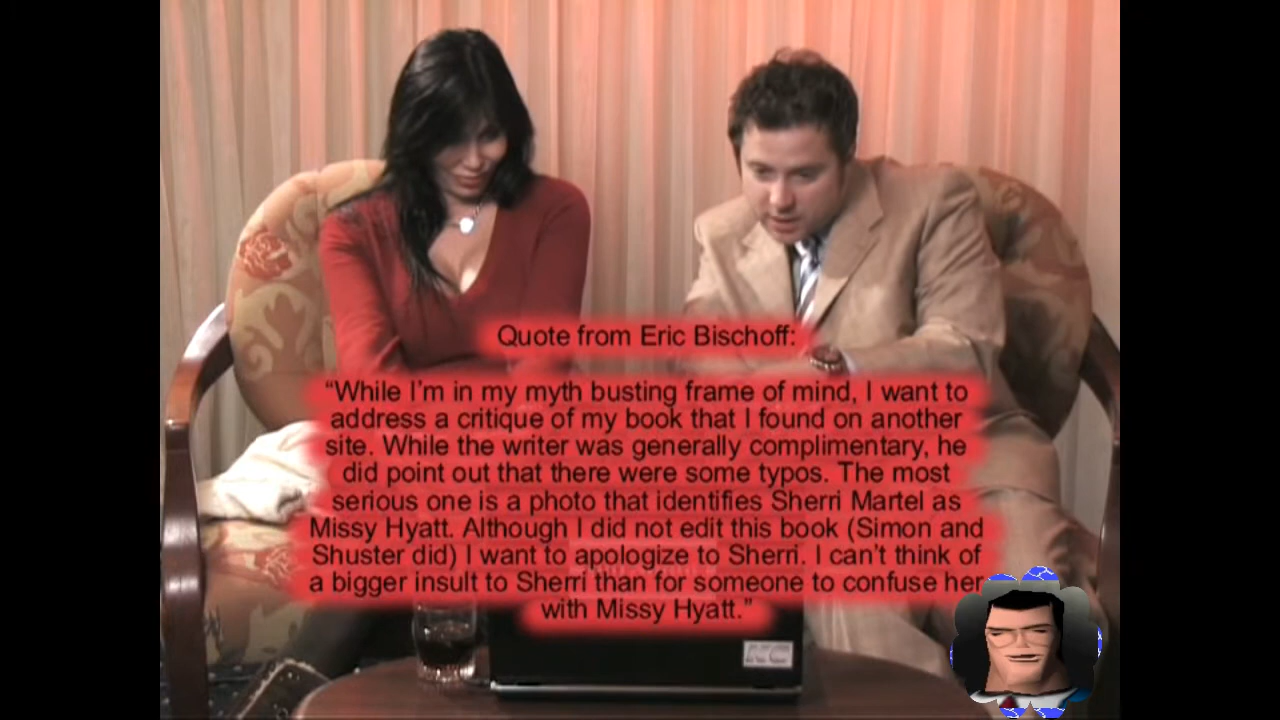 Quote from Eric Bischoff:
“While I’m in my myth busting frame of mind, I want to
address a critique of my book that I found on another
site. While the writer was generally complimentary, he
did point out that there were some typos. The most
serious one is a photo that identifies Sherri Martel as
Missy Hyatt. Although I did not edit this book (Simon and
Shuster did) I want to apologize to Sherri. I can’t think of
a bigger insult to Sherri than for someone to confuse her
with Missy Hyatt.”